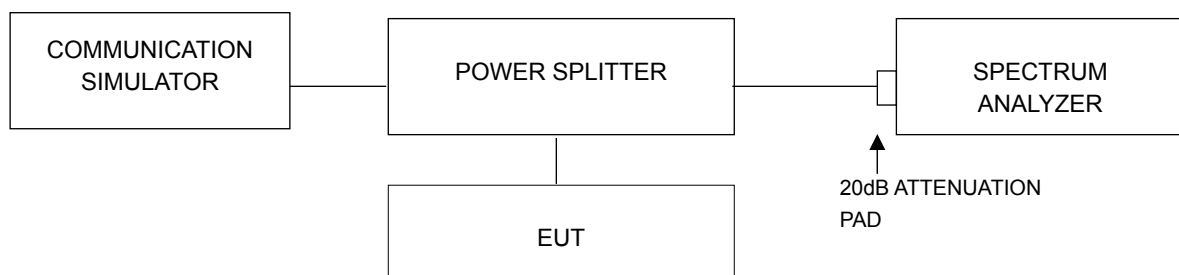 COMMUNICATION
SIMULATOR
POWER SPLITTER
SPECTRUM
ANALYZER
20dB ATTENUATION
PAD
EUT